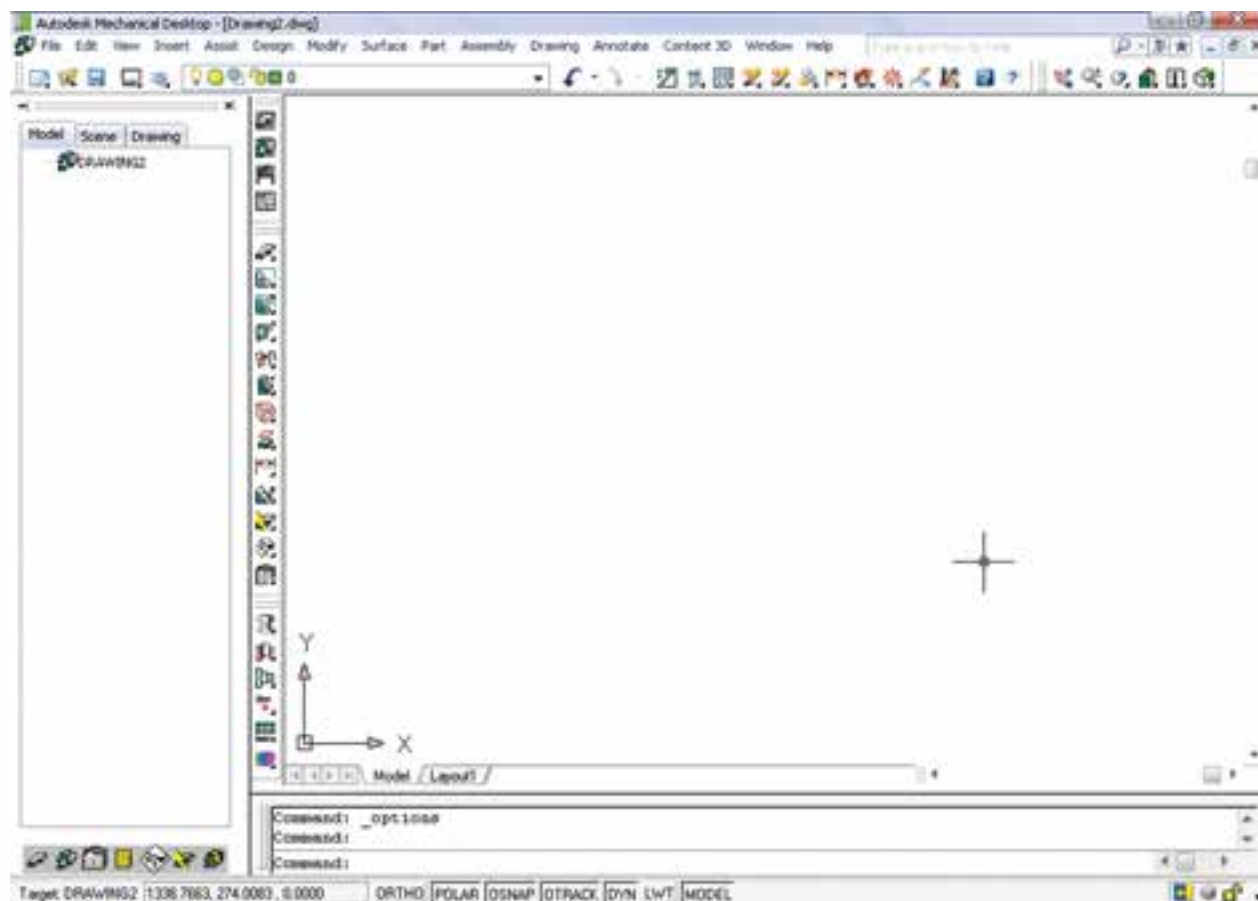 Autodesk Mechanical Desktop - [Drawing2.dwg]
File Edit View Insert Assist Design Modify Surface Part Assembly Drawing Annotate Content 3D Window Help
0
Model Scene Drawing
DRAWING2
Y
X
Model Layout1
Command: _options
Command:
Command:
Target: DRAWING2 1338.7663, 274.0083, 0.0000 ORTHO POLAR OSNAP OTRACK DYN LWT MODEL